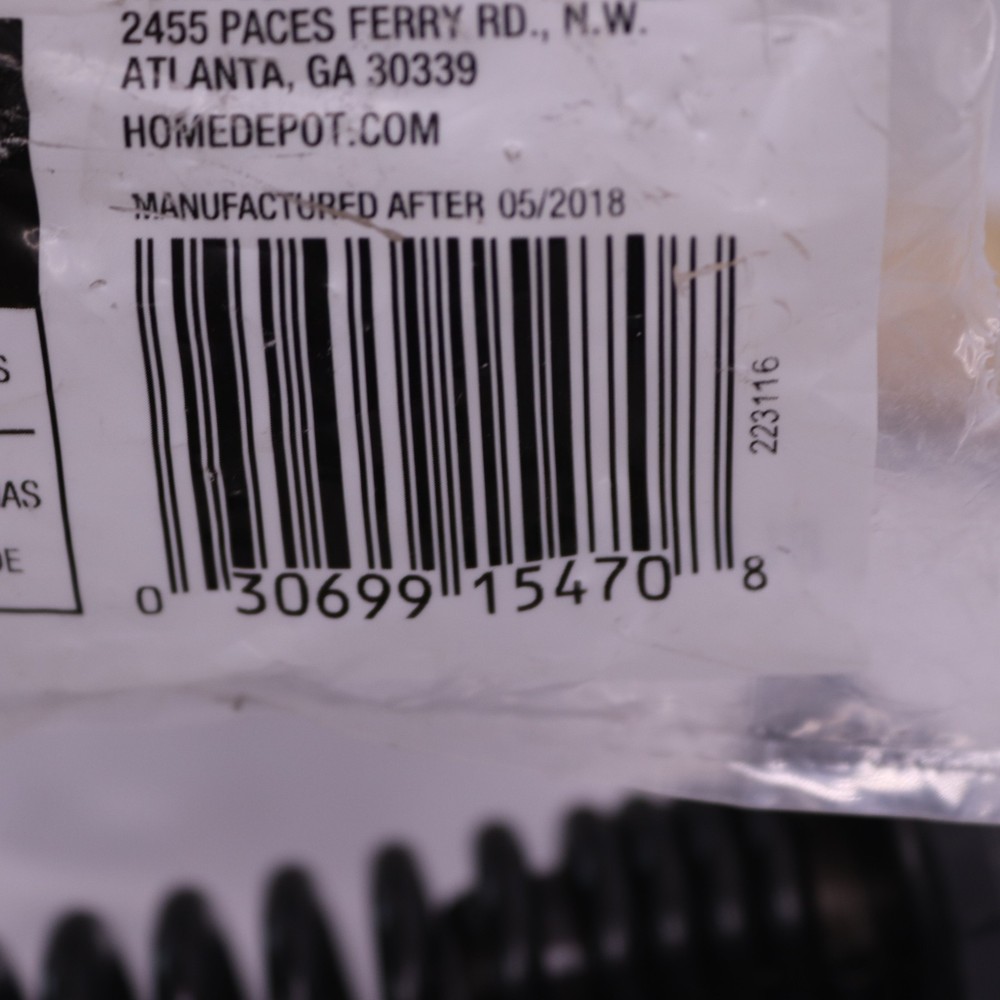 2455 PACES FERRY RD., N.W.
ATLANTA, GA 30339
HOMEDEPOT.COM
MANUFACTURED AFTER 05/2018
S
AS
DE
223116
0 30699 15470 8